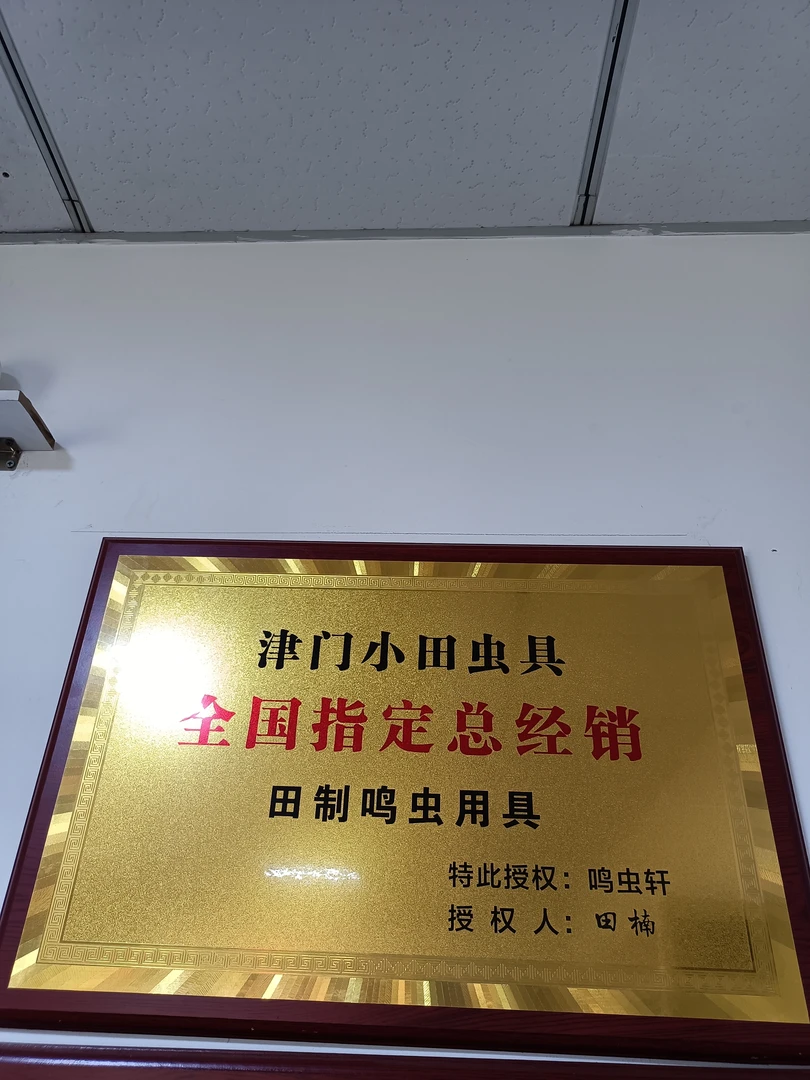 津门小田虫具
全国指定总经销
田制鸣虫用具
特此授权：鸣虫轩
授权人：田楠